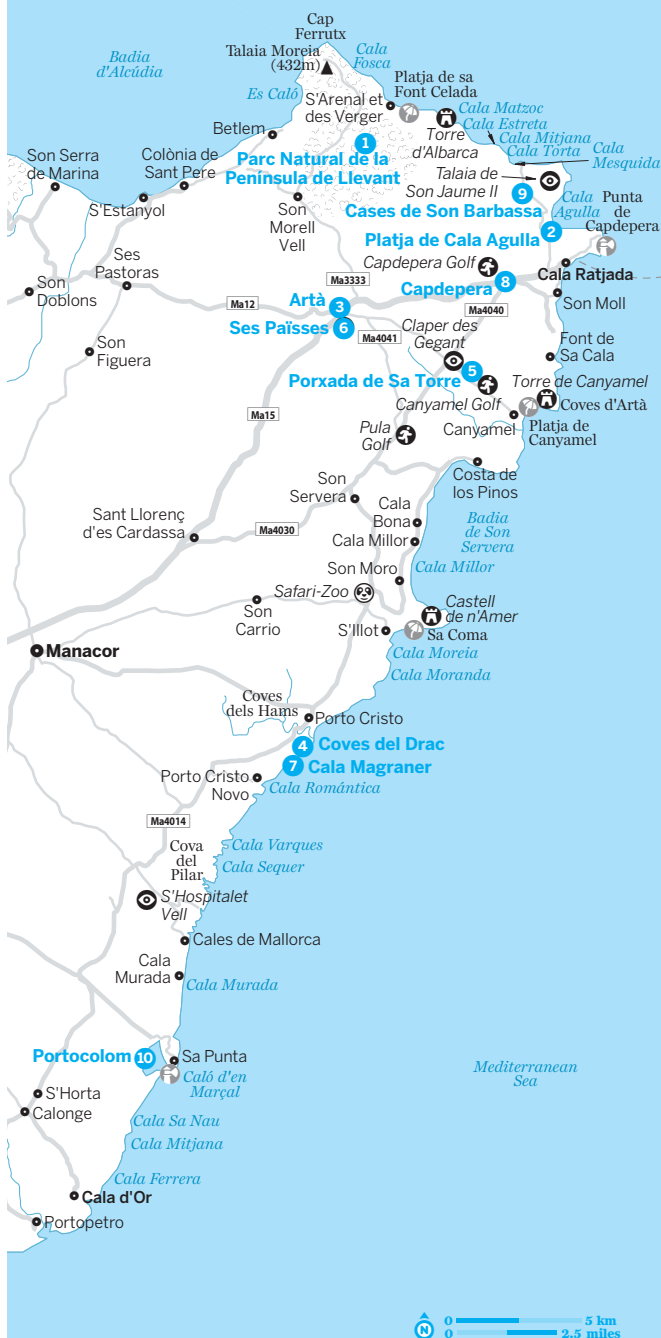 Cap
Ferrutx
Talaia Moreia
(432m)
Badia
d'Alcúdia
Cala
Fosca
Es Caló
S'Arenal et
des Verger
Platja de sa
Font Celada
Cala Matzoc
Cala Estreta
Cala Mitjana
Cala Torta
Cala
Mesquida
Betlem
1
Parc Natural de la
Península de Llevant
Torre
d'Albarca
Talaia de
Son Jaume II
Son Serra
de Marina
Colònia de
Sant Pere
S'Estanyol
Son
Morell
Vell
9
Cases de Son Barbassa
Cala
Agulla
Punta
de
Capdepera
2
Platja de Cala Agulla
Ses
Pastoras
Son
Doblons
Capdepera Golf
Cala Ratjada
Ma3333
Capdepera
8
Son Moll
Ma12
Artà
3
Ma4040
Ses Païsses
6
Ma4041
Claper des
Gegant
Font de
Sa Cala
Son
Figuera
Porxada de Sa Torre
5
Torre de Canyamel
Canyamel Golf
Coves d'Artà
Ma15
Canyamel
Platja de
Canyamel
Pula
Golf
Costa de
los Pinos
Son
Servera
Cala
Bona
Sant Llorenç
d'es Cardassa
Ma4030
Cala Millor
Badia
de Son
Servera
Son Moro
Cala Millor
Safari-Zoo
Son
Carrio
Castell
de n'Amer
S'Illot
Sa Coma
Manacor
Cala Moreia
Cala Moranda
Coves
dels Hams
Porto Cristo
4
Coves del Drac
7
Cala Magraner
Porto Cristo
Novo
Cala Romántica
Ma4014
Cova
del
Pilar
Cala Varques
Cala Sequer
S'Hospitalet
Vell
Cales de Mallorca
Cala
Murada
Cala Murada
Portocolom
10
Sa Punta
Caló d'en
Marçal
Mediterranean
Sea
S'Horta
Calonge
Cala Sa Nau
Cala Mitjana
Cala Ferrera
Cala d'Or
Portopetro
N
0
5 km
0
2.5 miles